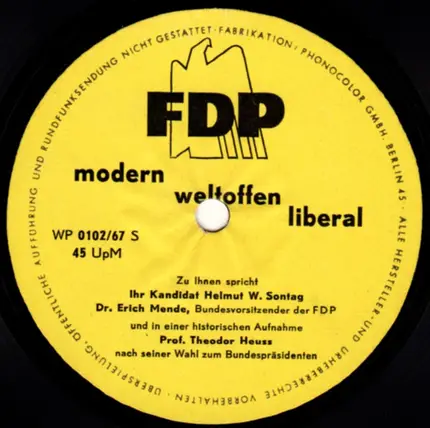 FDP
modern
weltoffen
liberal
WP 0102/67 S
45 UpM
Zu Ihnen spricht
Ihr Kandidat Helmut W. Sontag
Dr. Erich Mende, Bundesvorsitzender der FDP
und in einer historischen Aufnahme
Prof. Theodor Heuss
nach seiner Wahl zum Bundespräsidenten
FABRIKATION: PHONOCOLOR GMBH. BERLIN 45 · ALLE HERSTELLER- UND URHEBERRECHTE VORBEHALTEN · ÜBERSPIELUNG, ÖFFENTLICHE AUFFÜHRUNG UND RUNDFUNKSENDUNG NICHT GESTATTET ·